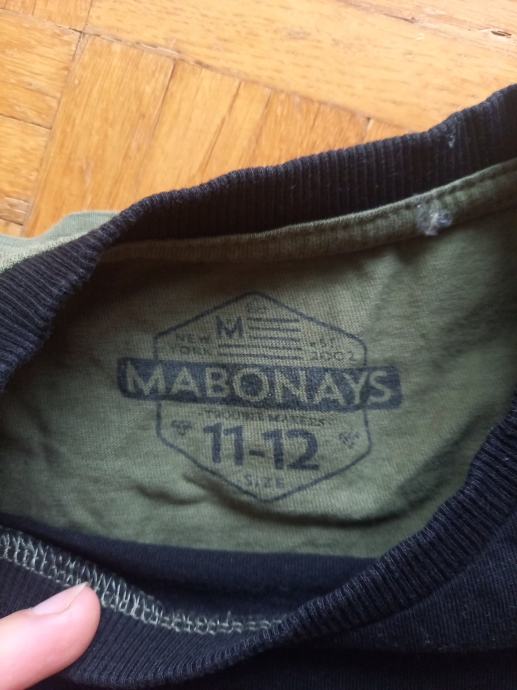 M
NEW YORK
EST 2002
MABONAYS
TROUBLE MAKERS
11-12
SIZE